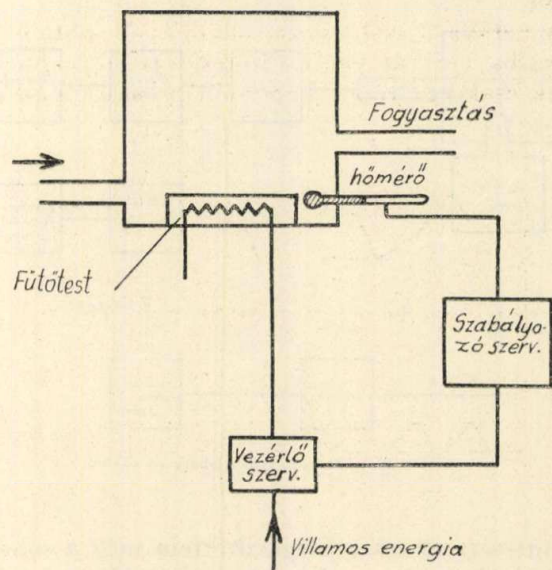 Fogyasztás
hőmérő
Fűtőtest
Szabályo-
zó szerv.
Vezérlő
szerv.
Villamos energia